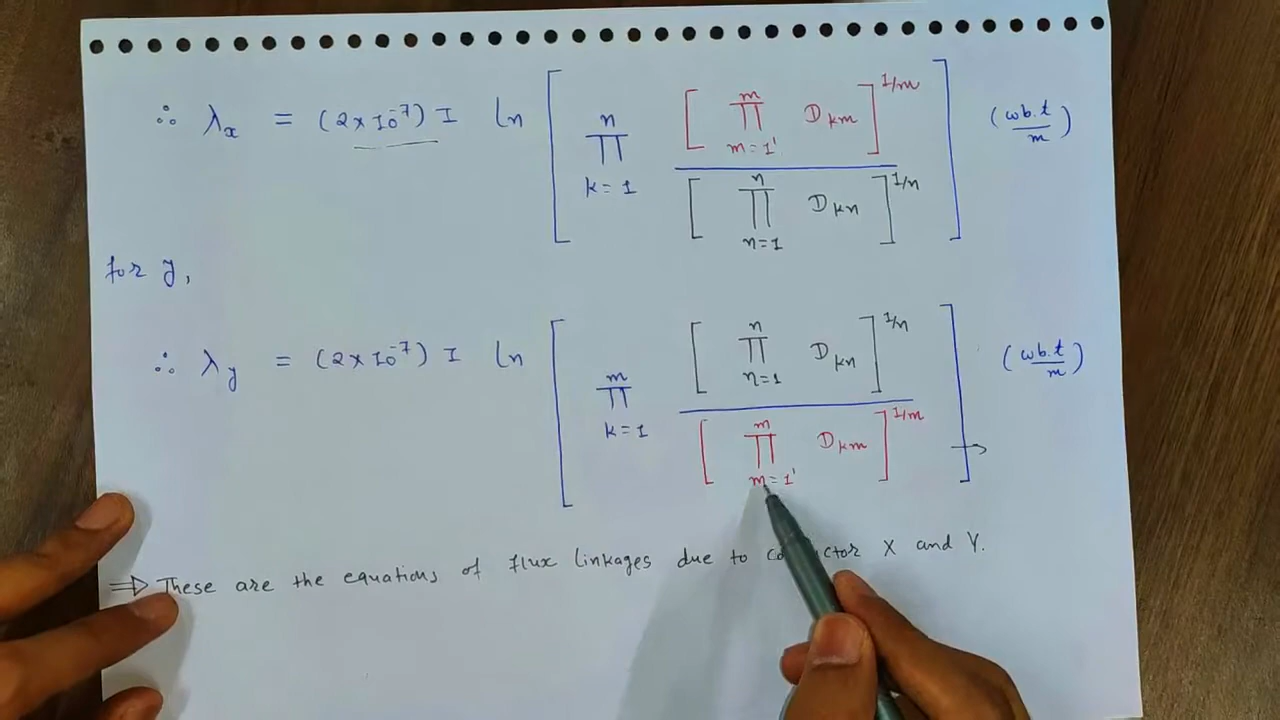 ∴ λx = (2×10⁻⁷) I ln [ n∏k=1 [ m∏m=1' Dkm ]^1/m / [ n∏n=1 Dkn ]^1/n ] (wb.t/m)
for y,
∴ λy = (2×10⁻⁷) I ln [ m∏k=1 [ n∏n=1 Dkn ]^1/n / [ m∏m=1' Dkm ]^1/m ] (wb.t/m)
⇒ These are the equations of flux linkages due to ctor X and Y.